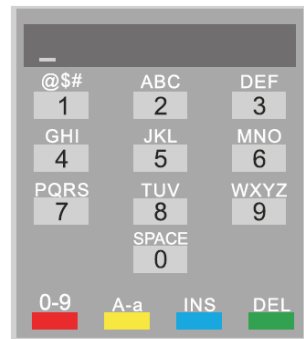 _
@$# ABC DEF
1 2 3
GHI JKL MNO
4 5 6
PQRS TUV WXYZ
7 8 9
SPACE
0
0-9 A-a INS DEL